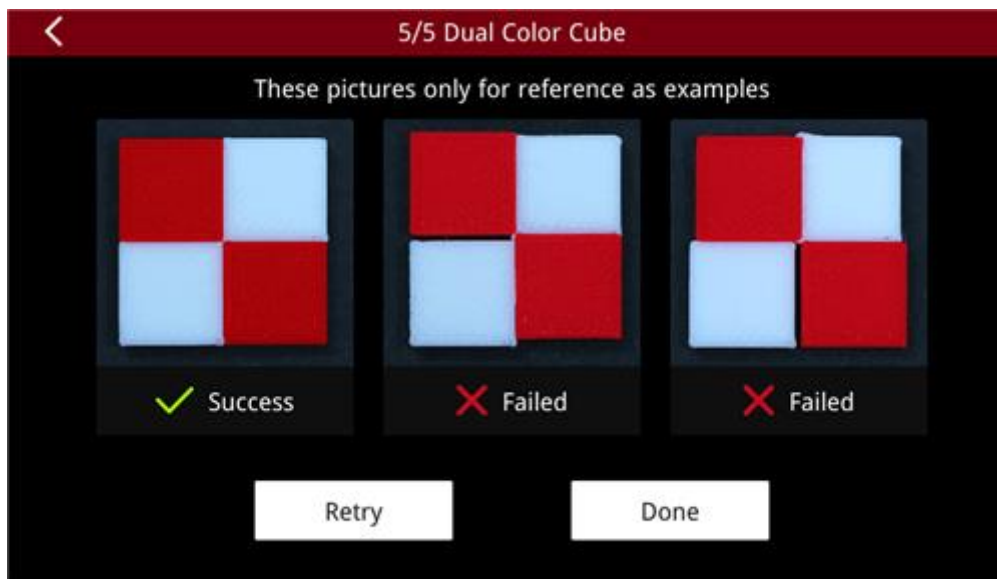 5/5 Dual Color Cube
These pictures only for reference as examples
Success
Failed
Failed
Retry
Done